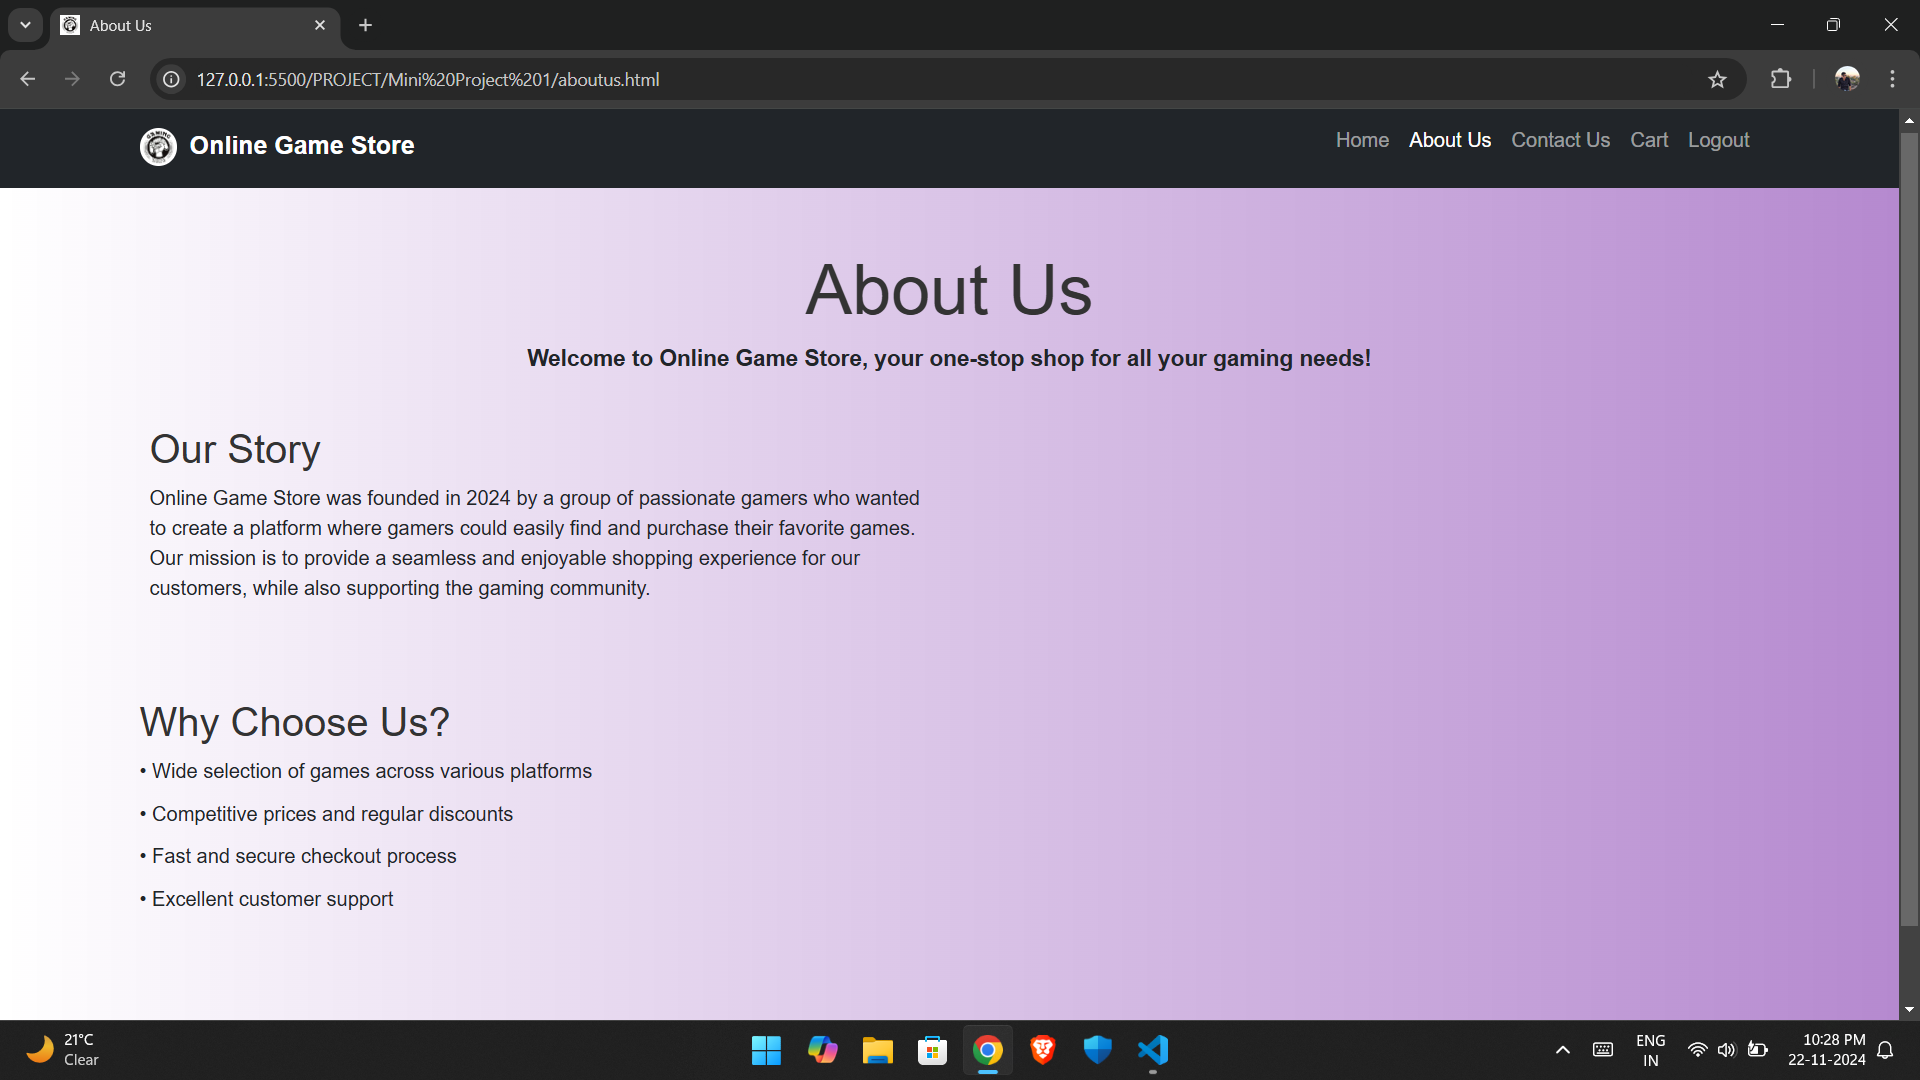 About Us
127.0.0.1:5500/PROJECT/Mini%20Project%201/aboutus.html
Online Game Store
Home About Us Contact Us Cart Logout
About Us
Welcome to Online Game Store, your one-stop shop for all your gaming needs!
Our Story
Online Game Store was founded in 2024 by a group of passionate gamers who wanted
to create a platform where gamers could easily find and purchase their favorite games.
Our mission is to provide a seamless and enjoyable shopping experience for our
customers, while also supporting the gaming community.
Why Choose Us?
• Wide selection of games across various platforms
• Competitive prices and regular discounts
• Fast and secure checkout process
• Excellent customer support
21°C
Clear
ENG
IN
10:28 PM
22-11-2024